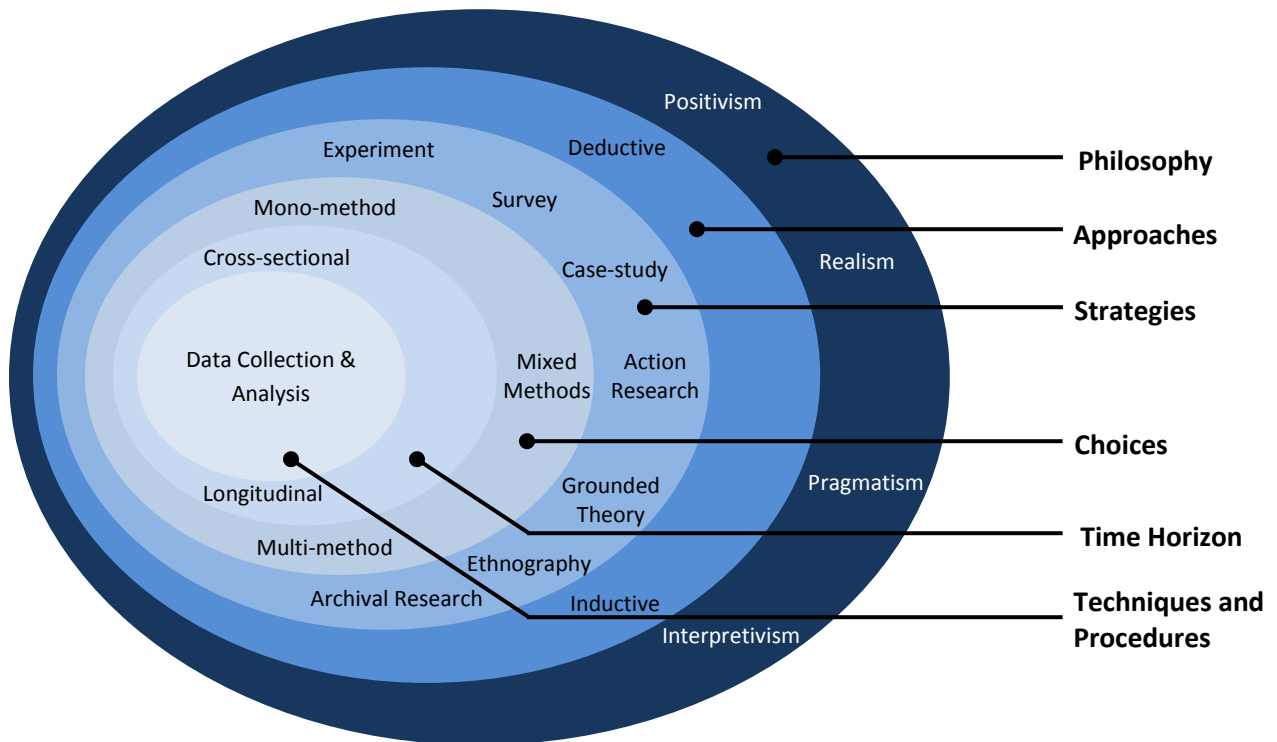 Positivism
Deductive
Experiment
Philosophy
Survey
Mono-method
Approaches
Cross-sectional
Realism
Case-study
Strategies
Data Collection &
Analysis
Mixed
Methods
Action
Research
Choices
Pragmatism
Longitudinal
Grounded
Theory
Time Horizon
Multi-method
Ethnography
Archival Research
Inductive
Interpretivism
Techniques and
Procedures